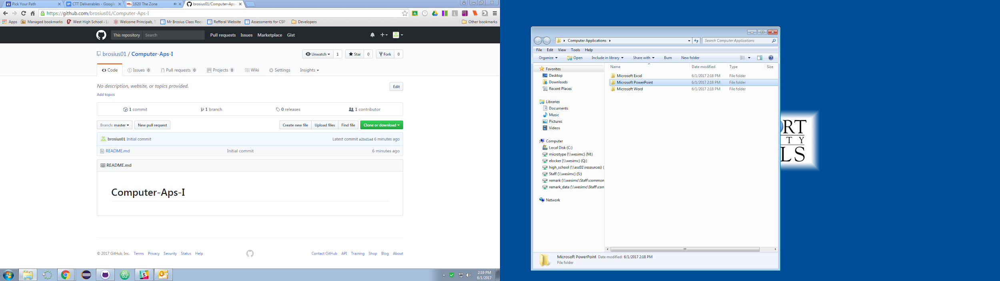 Pick Your Path
CTT Deliverables - Google
1620 The Zone
brosius01/Computer-Aps-
https://github.com/brosius01/Computer-Aps-I
Apps
Managed bookmarks
West High School ‹ Lo
Welcome Principals, T
Mr Brosius Class Roo
Refferal Website
Assessments for CSP
Developers
Other bookmarks
This repository
Search
Pull requests
Issues
Marketplace
Gist
brosius01 / Computer-Aps-I
Unwatch 1
Star 0
Fork 0
Code
Issues 0
Pull requests 0
Projects 0
Wiki
Settings
Insights
No description, website, or topics provided.
Edit
Add topics
1 commit
1 branch
0 releases
1 contributor
Branch: master
New pull request
Create new file
Upload files
Find file
Clone or download
brosius01 Initial commit
Latest commit a2bd1ad 6 minutes ago
README.md
Initial commit
6 minutes ago
README.md
Computer-Aps-I
© 2017 GitHub, Inc.
Terms
Privacy
Security
Status
Help
Contact GitHub
API
Training
Shop
Blog
About
2:19 PM
6/1/2017
Computer Applications
Search Computer Applications
File
Edit
View
Tools
Help
Organize
Open
Include in library
Share with
Burn
New folder
Favorites
Desktop
Downloads
Recent Places
Libraries
Documents
Music
Pictures
Videos
Computer
Local Disk (C:)
microtype (\\wesimc) (M:)
elocker (\\wesimc) (Q:)
high_school (\\asc01\resources) (
Staff (\\wesimc) (S:)
remark (\\wesimc\Staff\common
remark_data (\\wesimc\Staff\com
Network
Name
Date modified
Type
Size
Microsoft Excel
6/1/2017 2:18 PM
File folder
Microsoft PowerPoint
6/1/2017 2:18 PM
File folder
Microsoft Word
6/1/2017 2:18 PM
File folder
Microsoft PowerPoint Date modified: 6/1/2017 2:18 PM
File folder
RT
TY
LS